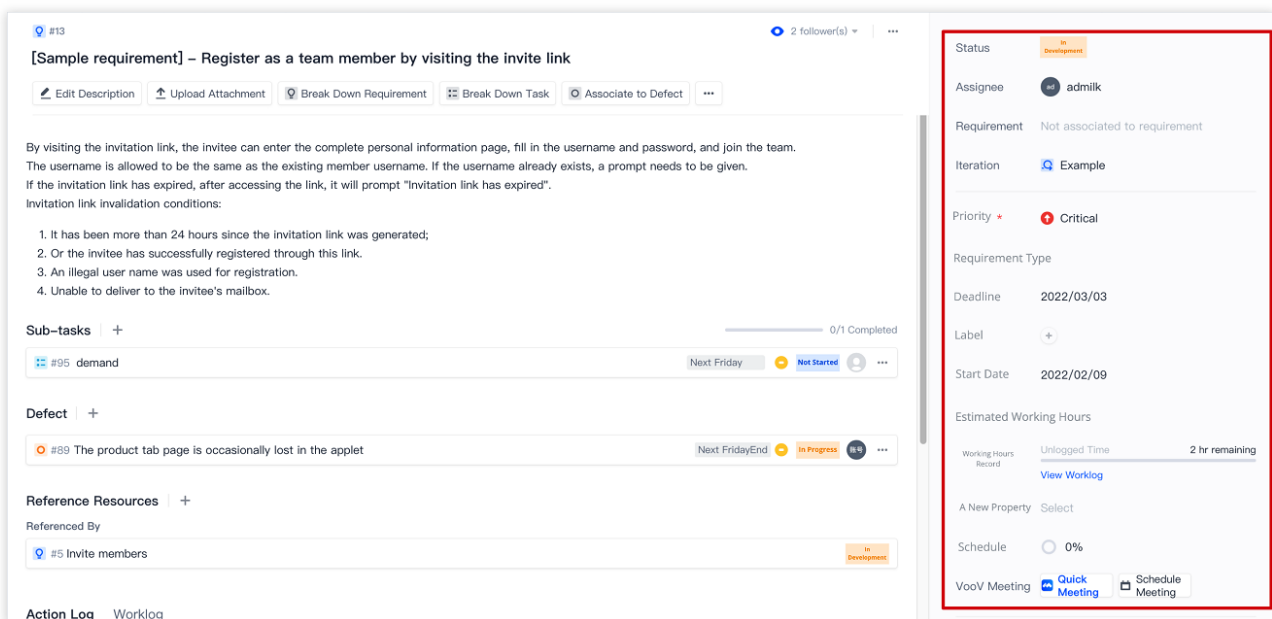 #13
2 follower(s)
[Sample requirement] – Register as a team member by visiting the invite link
Edit Description
Upload Attachment
Break Down Requirement
Break Down Task
Associate to Defect
By visiting the invitation link, the invitee can enter the complete personal information page, fill in the username and password, and join the team.
The username is allowed to be the same as the existing member username. If the username already exists, a prompt needs to be given.
If the invitation link has expired, after accessing the link, it will prompt "Invitation link has expired".
Invitation link invalidation conditions:
1. It has been more than 24 hours since the invitation link was generated;
2. Or the invitee has successfully registered through this link.
3. An illegal user name was used for registration.
4. Unable to deliver to the invitee's mailbox.
Sub-tasks
0/1 Completed
#95 demand
Next Friday
Not Started
Defect
#89 The product tab page is occasionally lost in the applet
Next FridayEnd
In Progress
账号
Reference Resources
Referenced By
#5 Invite members
In
Development
Action Log
Worklog
Status
In
Development
Assignee
ad
admilk
Requirement
Not associated to requirement
Iteration
Example
Priority *
Critical
Requirement Type
Deadline
2022/03/03
Label
Start Date
2022/02/09
Estimated Working Hours
Working Hours
Record
Unlogged Time
2 hr remaining
View Worklog
A New Property
Select
Schedule
0%
VooV Meeting
Quick
Meeting
Schedule
Meeting